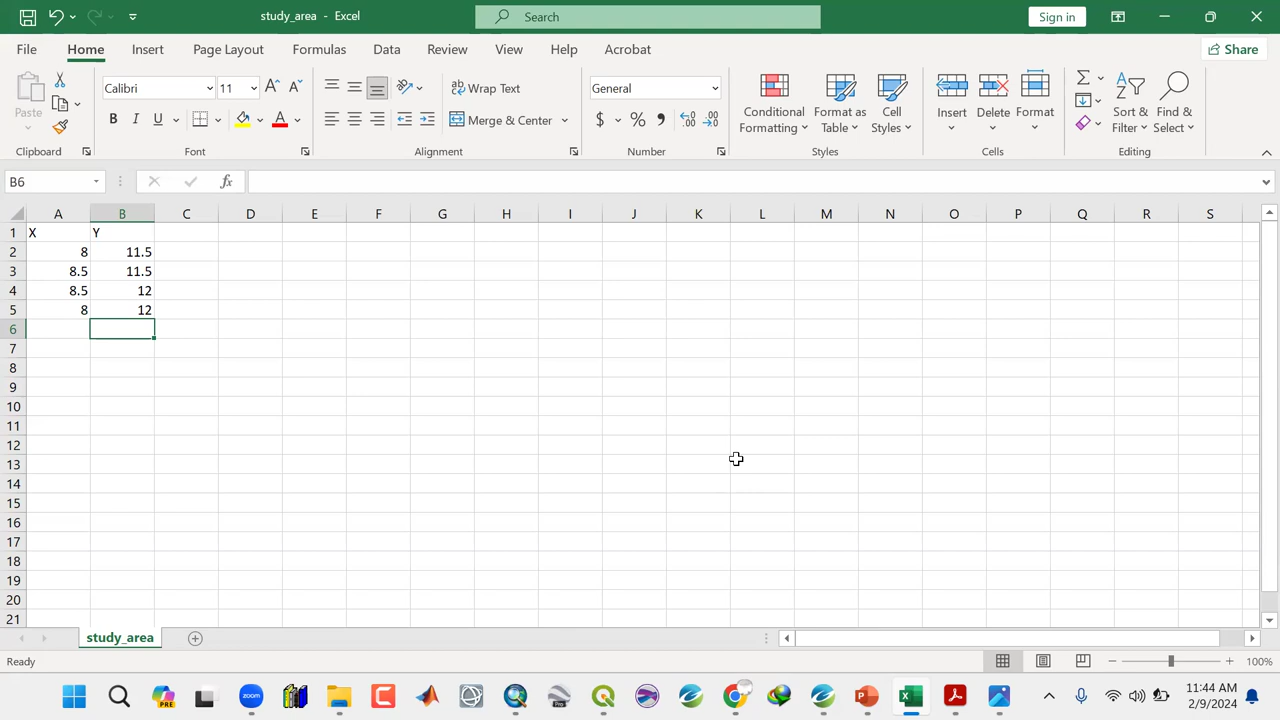 study_area - Excel
Search
Sign in
File Home Insert Page Layout Formulas Data Review View Help Acrobat Share
Paste
Calibri 11
B I U A
Wrap Text
Merge & Center
General
$ % ,
Conditional Formatting
Format as Table
Cell Styles
Insert
Delete
Format
Sort & Filter
Find & Select
Clipboard Font Alignment Number Styles Cells Editing
B6 fx
A B C D E F G H I J K L M N O P Q R S
1 X Y
2 8 11.5
3 8.5 11.5
4 8.5 12
5 8 12
6
7
8
9
10
11
12
13
14
15
16
17
18
19
20
21
study_area
Ready 100%
PRE zoom Pro
11:44 AM
2/9/2024